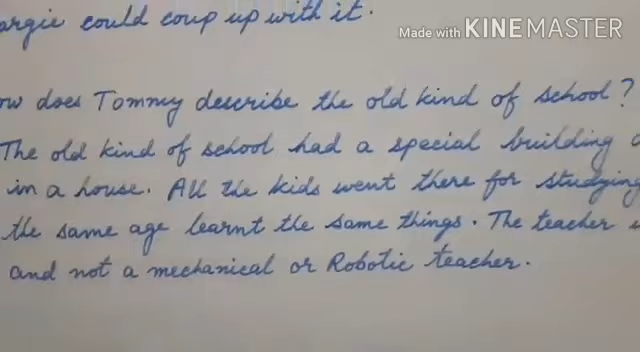 argie could coup up with it.
Made with KINEMASTER
ow does Tommy describe the old kind of school?
The old kind of school had a special building
in a house. All the kids went there for studying
the same age learnt the same things. The teacher
and not a mechanical or Robotic teacher.